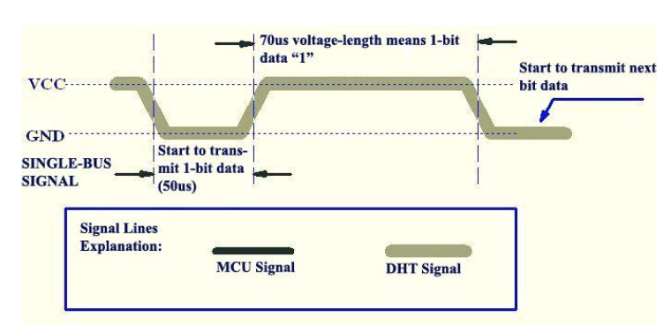 70us voltage-length means 1-bit
data “1”
Start to transmit next
bit data
VCC
GND
SINGLE-BUS
SIGNAL
Start to trans-
mit 1-bit data
(50us)
Signal Lines
Explanation:
MCU Signal
DHT Signal